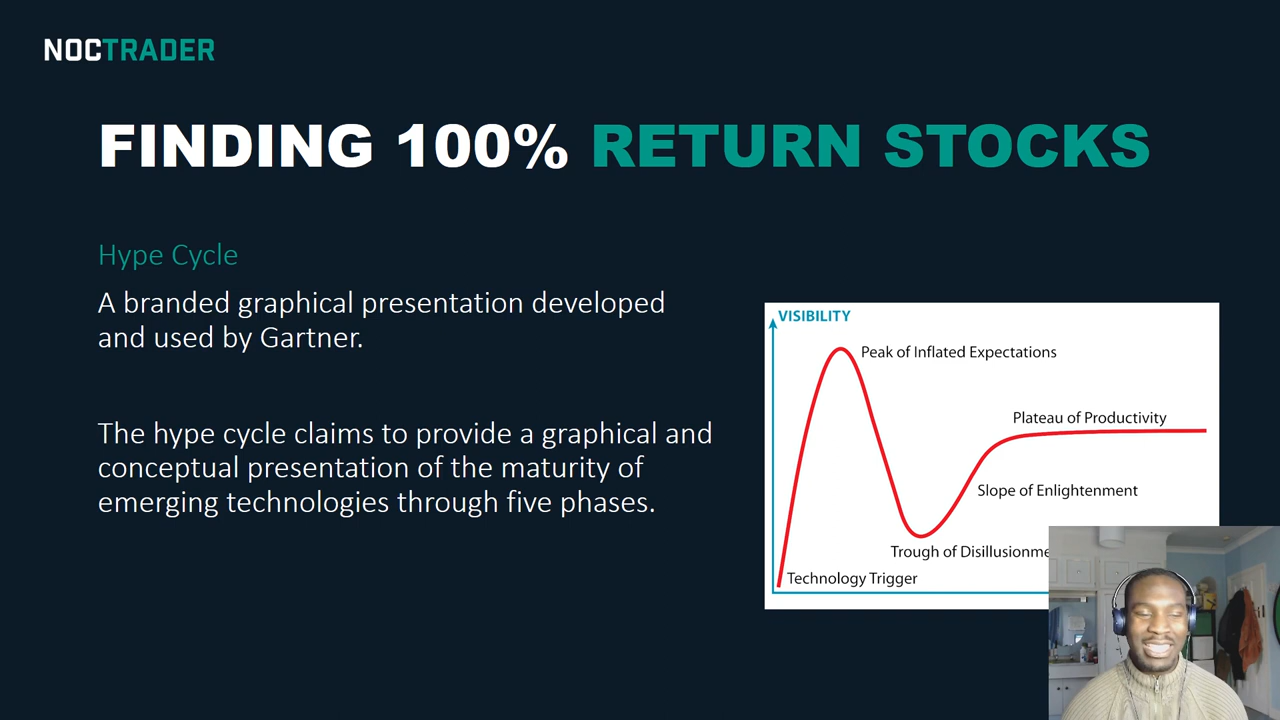 NOCTRADER
FINDING 100% RETURN STOCKS
Hype Cycle
A branded graphical presentation developed
and used by Gartner.
The hype cycle claims to provide a graphical and
conceptual presentation of the maturity of
emerging technologies through five phases.
VISIBILITY
Peak of Inflated Expectations
Plateau of Productivity
Slope of Enlightenment
Trough of Disillusionme
Technology Trigger